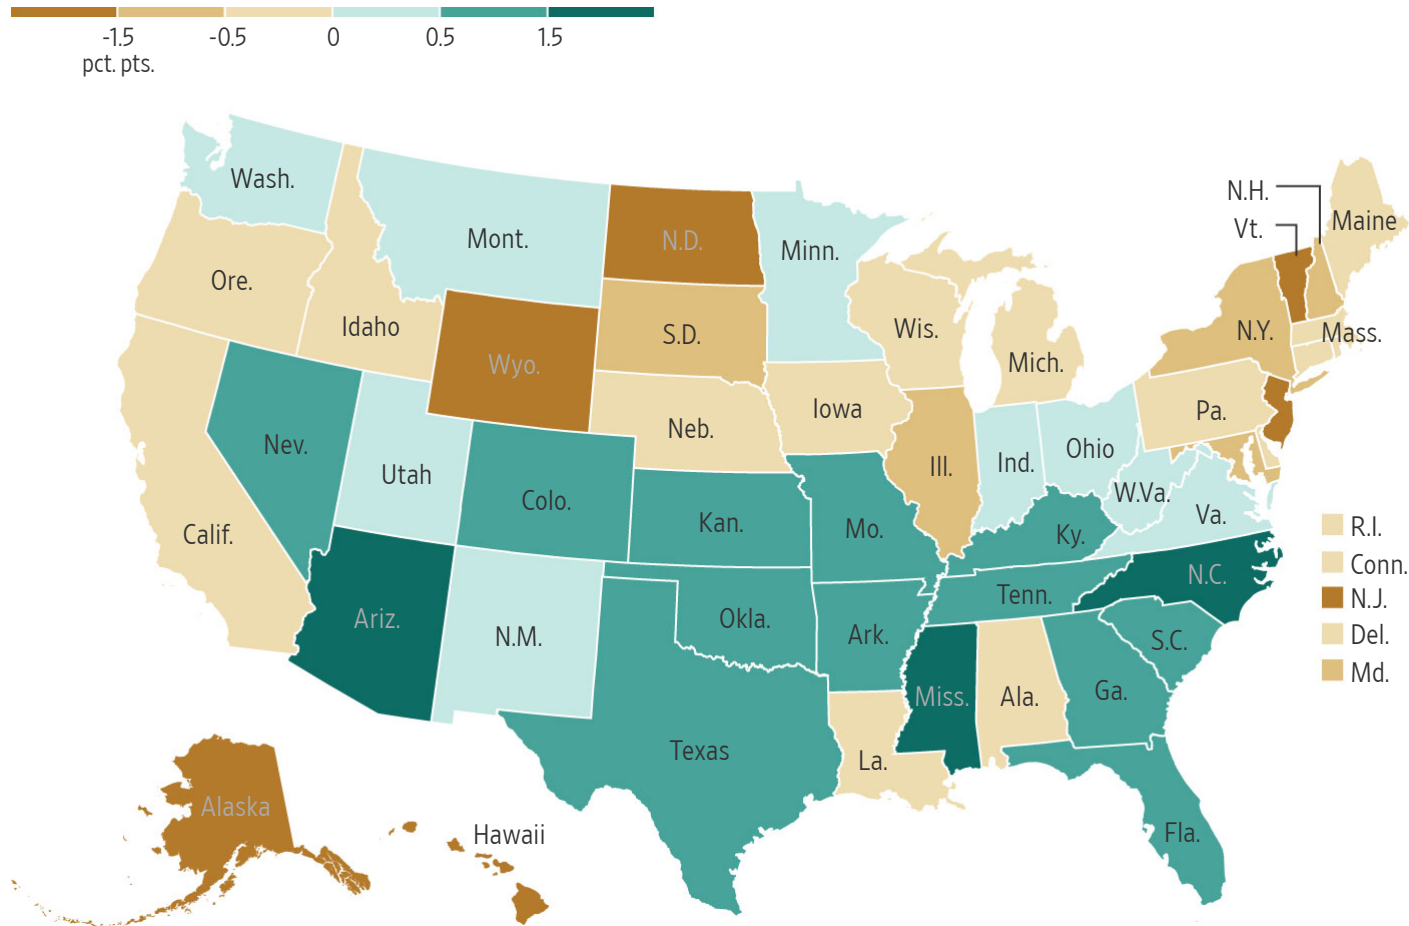 -1.5 -0.5 0 0.5 1.5
pct. pts.
N.H.
Wash.
Maine
Vt.
Mont.
N.D.
Minn.
Ore.
Idaho
S.D.
Wis.
N.Y.
Mass.
Wyo.
Mich.
Iowa
Pa.
Neb.
Nev.
Ohio
Utah
Ill.
Ind.
W.Va.
Colo.
Va.
Kan.
Mo.
R.I.
Calif.
Ky.
Conn.
N.C.
Tenn.
N.J.
Ariz.
Okla.
N.M.
Ark.
S.C.
Del.
Md.
Ga.
Miss.
Ala.
Texas
La.
Alaska
Hawaii
Fla.